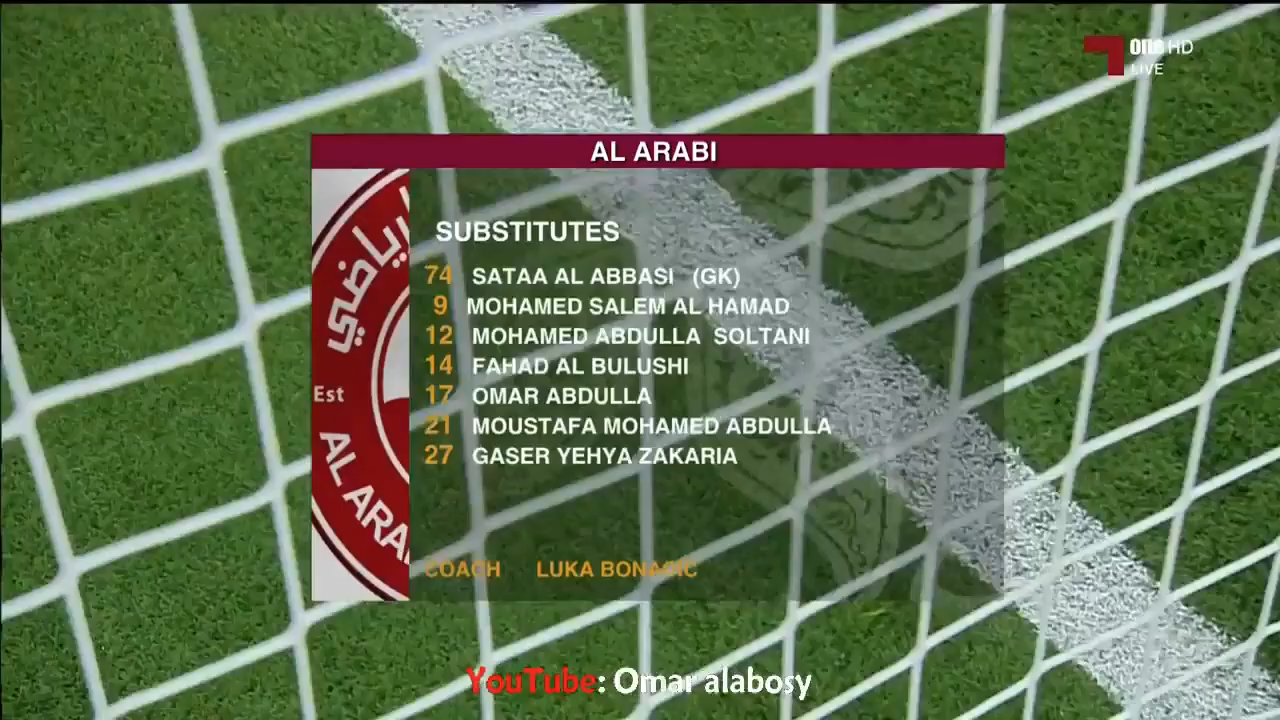 one HD
LIVE
AL ARABI
الرياضي
Est
AL ARA
SUBSTITUTES
74 SATAA AL ABBASI (GK)
9 MOHAMED SALEM AL HAMAD
12 MOHAMED ABDULLA SOLTANI
14 FAHAD AL BULUSHI
17 OMAR ABDULLA
21 MOUSTAFA MOHAMED ABDULLA
27 GASER YEHYA ZAKARIA
COACH LUKA BONACIC
YouTube: Omar alabosy